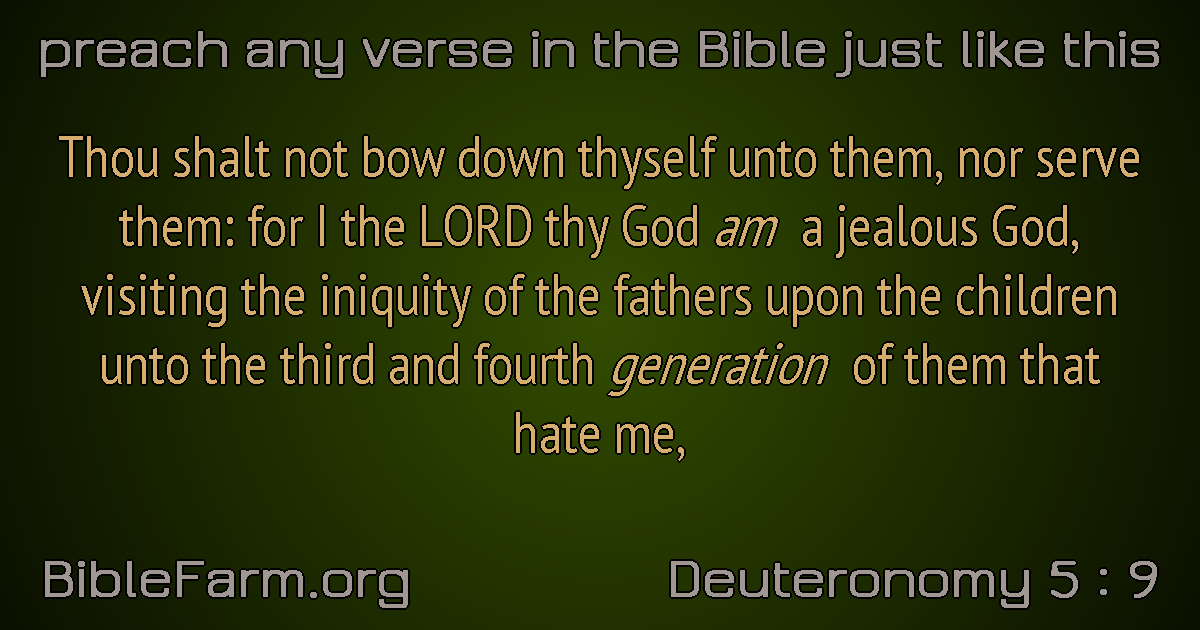 preach any verse in the Bible just like this
Thou shalt not bow down thyself unto them, nor serve
them: for I the LORD thy God am a jealous God,
visiting the iniquity of the fathers upon the children
unto the third and fourth generation of them that
hate me,
BibleFarm.org
Deuteronomy 5 : 9